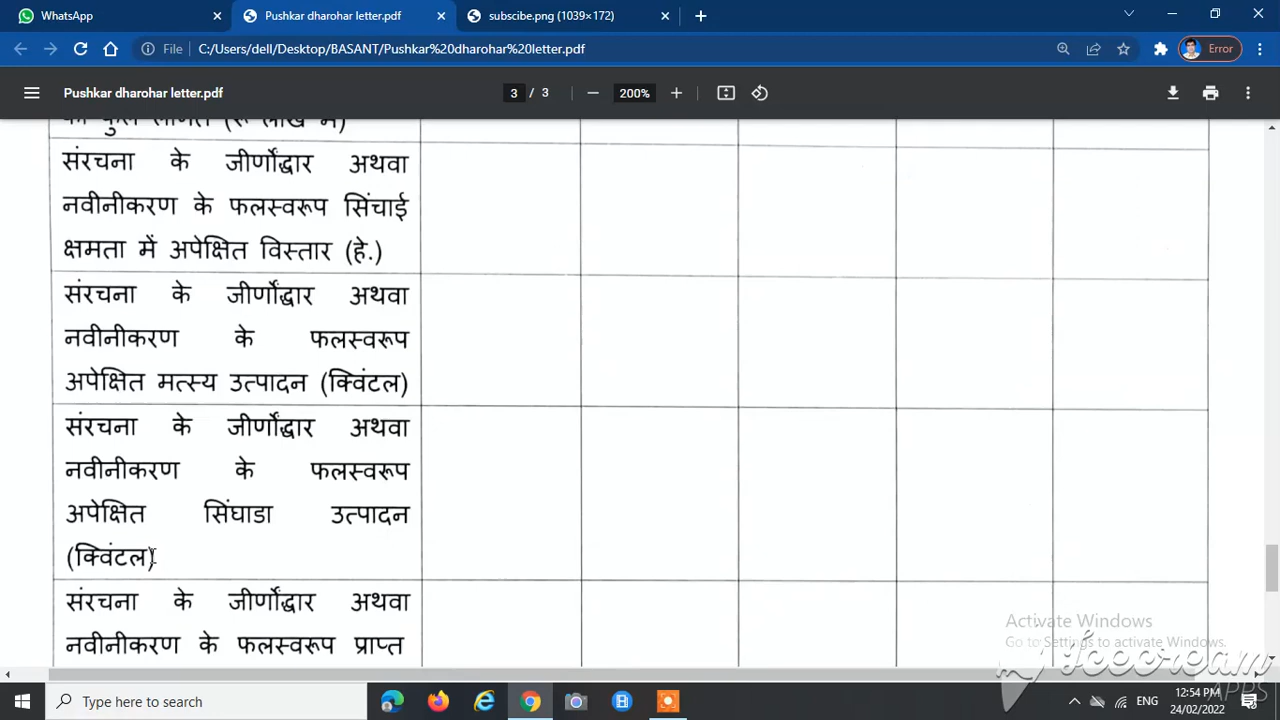 WhatsApp
Pushkar dharohar letter.pdf
subscibe.png (1039×172)
File
C:/Users/dell/Desktop/BASANT/Pushkar%20dharohar%20letter.pdf
Error
Pushkar dharohar letter.pdf
3 / 3
200%
कुल लागत (रू लाख में)
संरचना के जीर्णोद्धार अथवा
नवीनीकरण के फलस्वरूप सिंचाई
क्षमता में अपेक्षित विस्तार (हे.)
संरचना के जीर्णोद्धार अथवा
नवीनीकरण के फलस्वरूप
अपेक्षित मत्स्य उत्पादन (क्विंटल)
संरचना के जीर्णोद्धार अथवा
नवीनीकरण के फलस्वरूप
अपेक्षित सिंघाडा उत्पादन
(क्विंटल)
संरचना के जीर्णोद्धार अथवा
नवीनीकरण के फलस्वरूप प्राप्त
Activate Windows
Go to Settings to activate Windows.
Icecream
APPS
Type here to search
ENG
12:54 PM
24/02/2022